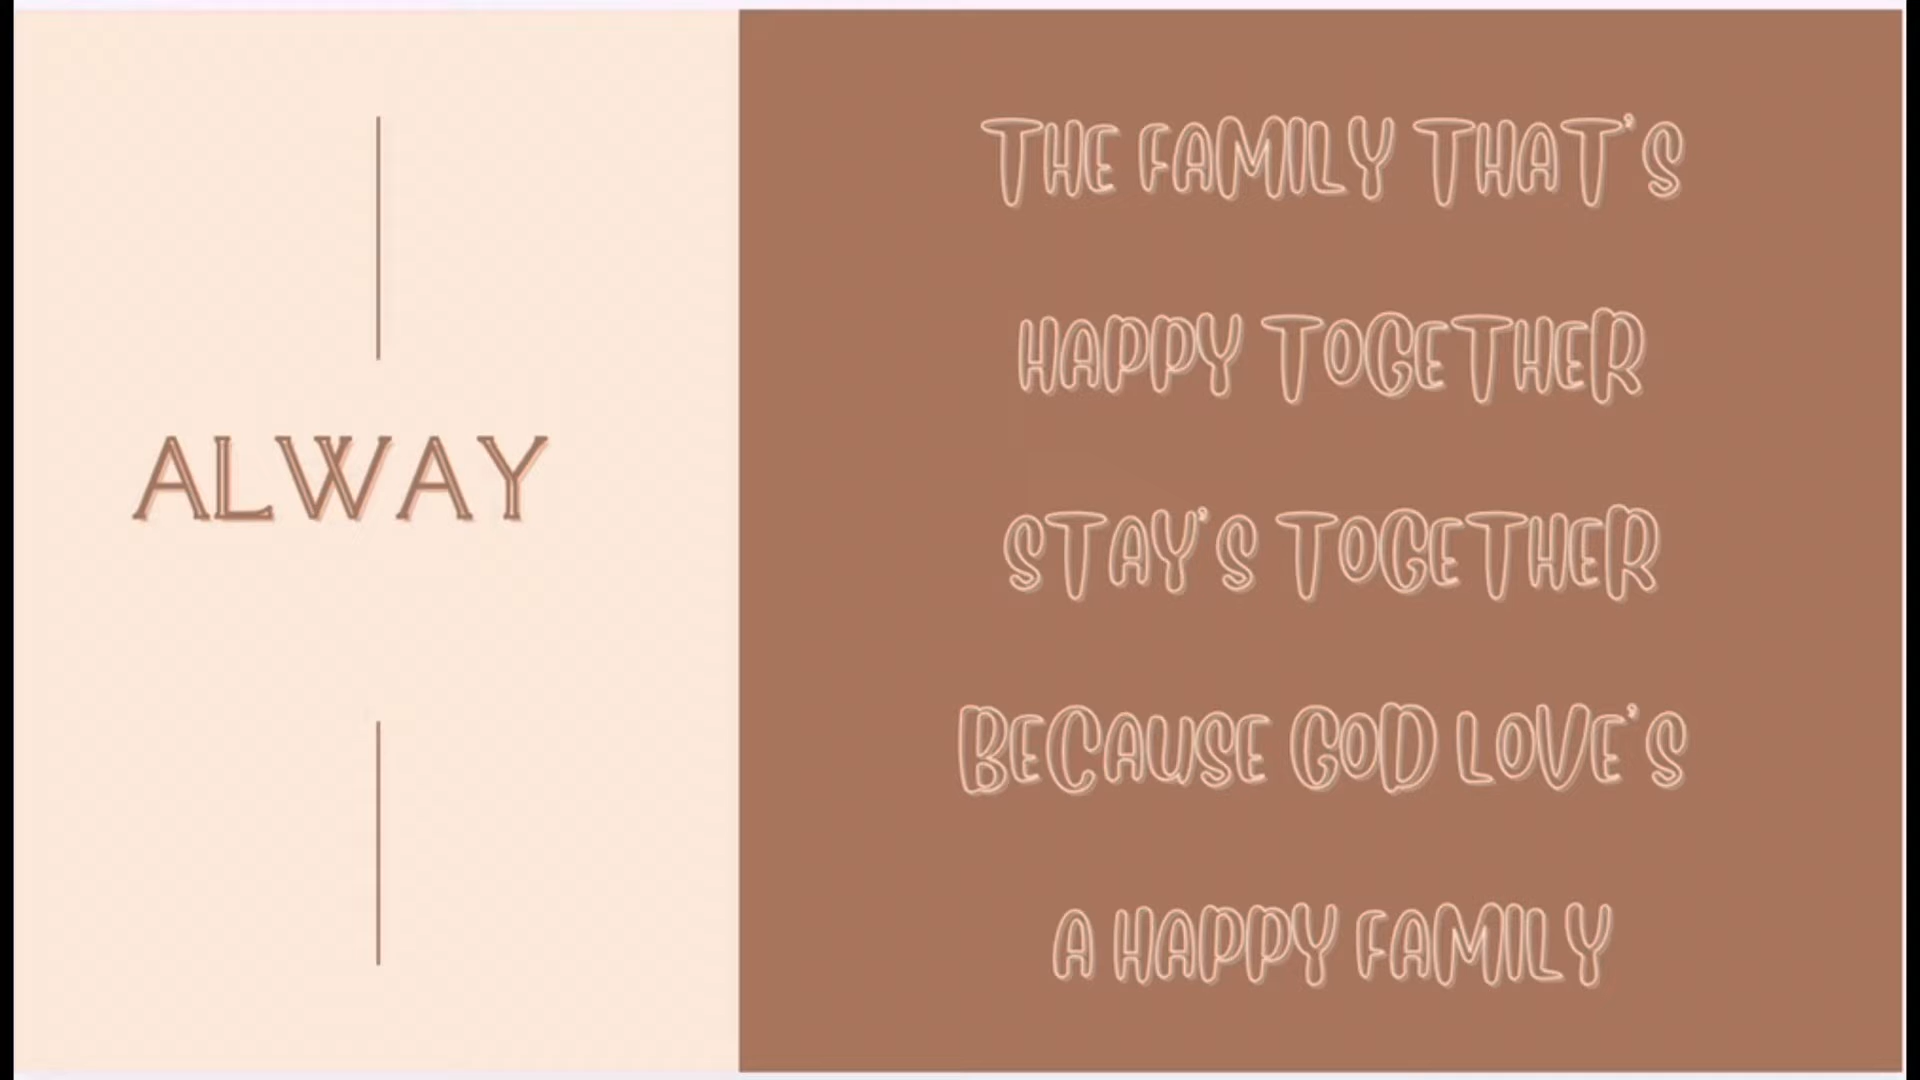 ALWAY
THE FAMILY THAT'S
HAPPY TOGETHER
STAY'S TOGETHER
BECAUSE GOD LOVE'S
A HAPPY FAMILY